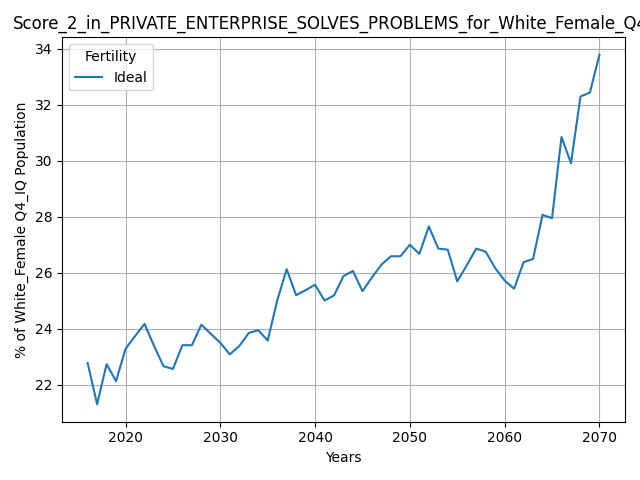 Score_2_in_PRIVATE_ENTERPRISE_SOLVES_PROBLEMS_for_White_Female_Q4
Fertility
Ideal
% of White_Female Q4_IQ Population
34
32
30
28
26
24
22
2020
2030
2040
2050
2060
2070
Years